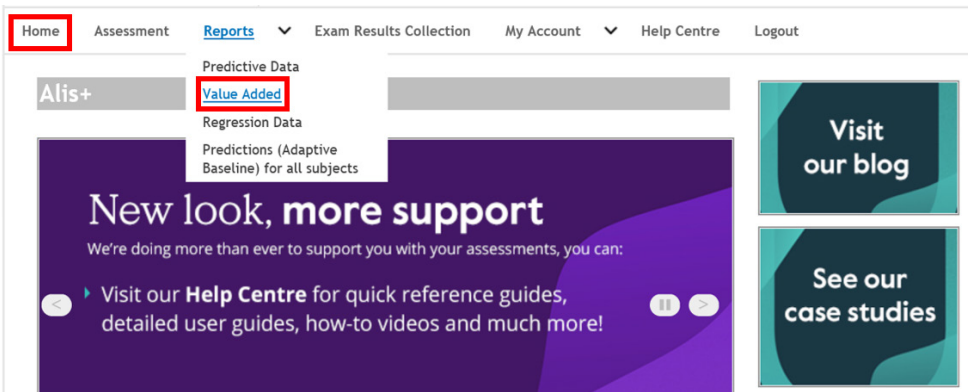 Home Assessment Reports Exam Results Collection My Account Help Centre Logout
Predictive Data
Alis+
Value Added
Regression Data
Predictions (Adaptive
Baseline) for all subjects
New look, more support
We're doing more than ever to support you with your assessments, you can:
Visit our Help Centre for quick reference guides,
detailed user guides, how-to videos and much more!
Visit
our blog
See our
case studies